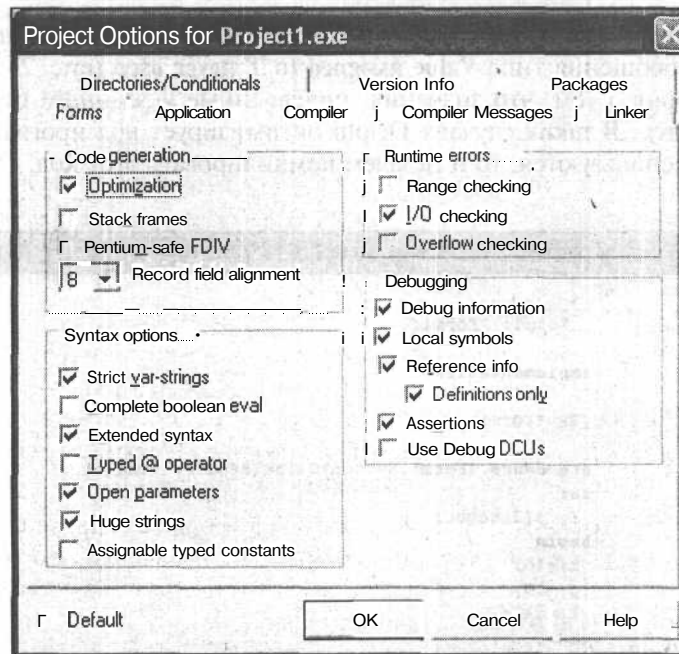 Project Options for Project1.exe
Directories/Conditionals Version Info Packages
Forms Application Compiler Compiler Messages Linker
Code generation
Optimization
Stack frames
Pentium-safe FDIV
8 Record field alignment
Syntax options
Strict var-strings
Complete boolean eval
Extended syntax
Typed @ operator
Open parameters
Huge strings
Assignable typed constants
Runtime errors
Range checking
I/O checking
Overflow checking
Debugging
Debug information
Local symbols
Reference info
Definitions only
Assertions
Use Debug DCUs
Default OK Cancel Help